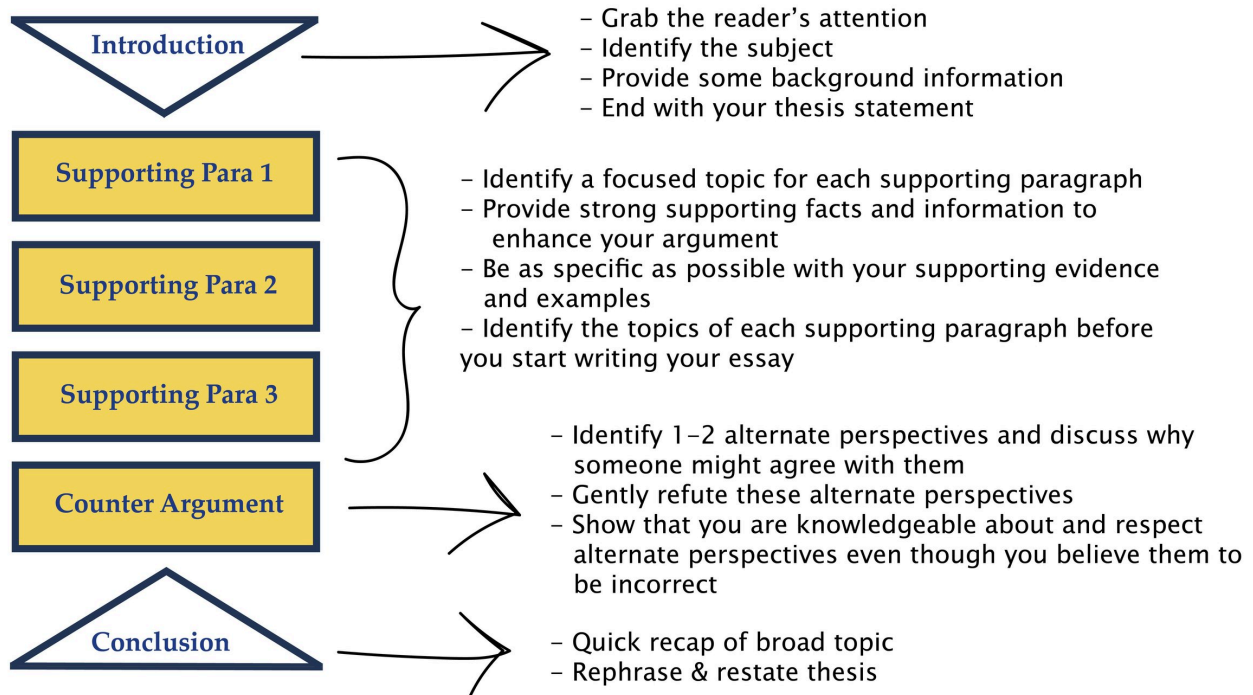 Introduction
– Grab the reader’s attention
– Identify the subject
– Provide some background information
– End with your thesis statement
Supporting Para 1
Supporting Para 2
Supporting Para 3
– Identify a focused topic for each supporting paragraph
– Provide strong supporting facts and information to
enhance your argument
– Be as specific as possible with your supporting evidence
and examples
– Identify the topics of each supporting paragraph before
you start writing your essay
Counter Argument
– Identify 1–2 alternate perspectives and discuss why
someone might agree with them
– Gently refute these alternate perspectives
– Show that you are knowledgeable about and respect
alternate perspectives even though you believe them to
be incorrect
Conclusion
– Quick recap of broad topic
– Rephrase & restate thesis